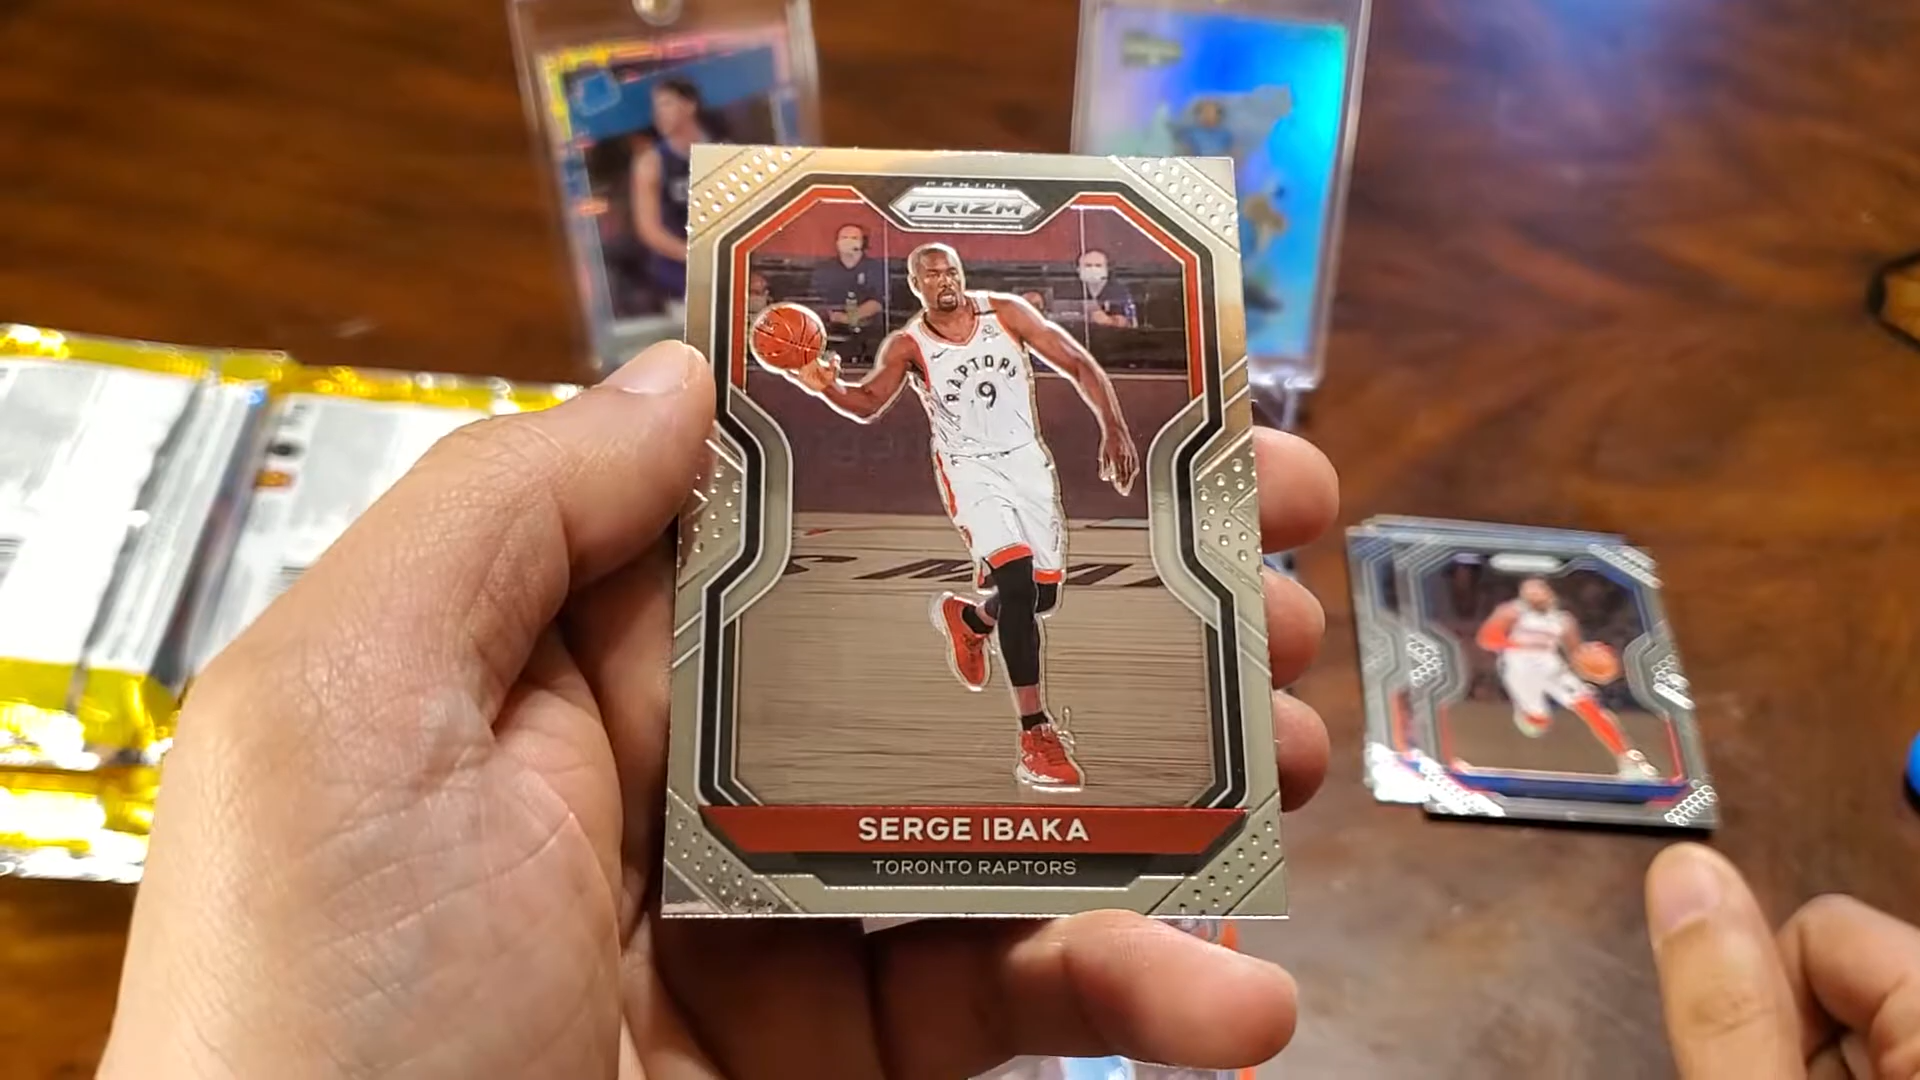 PANINI
PRIZM
RAPTORS
9
SERGE IBAKA
TORONTO RAPTORS